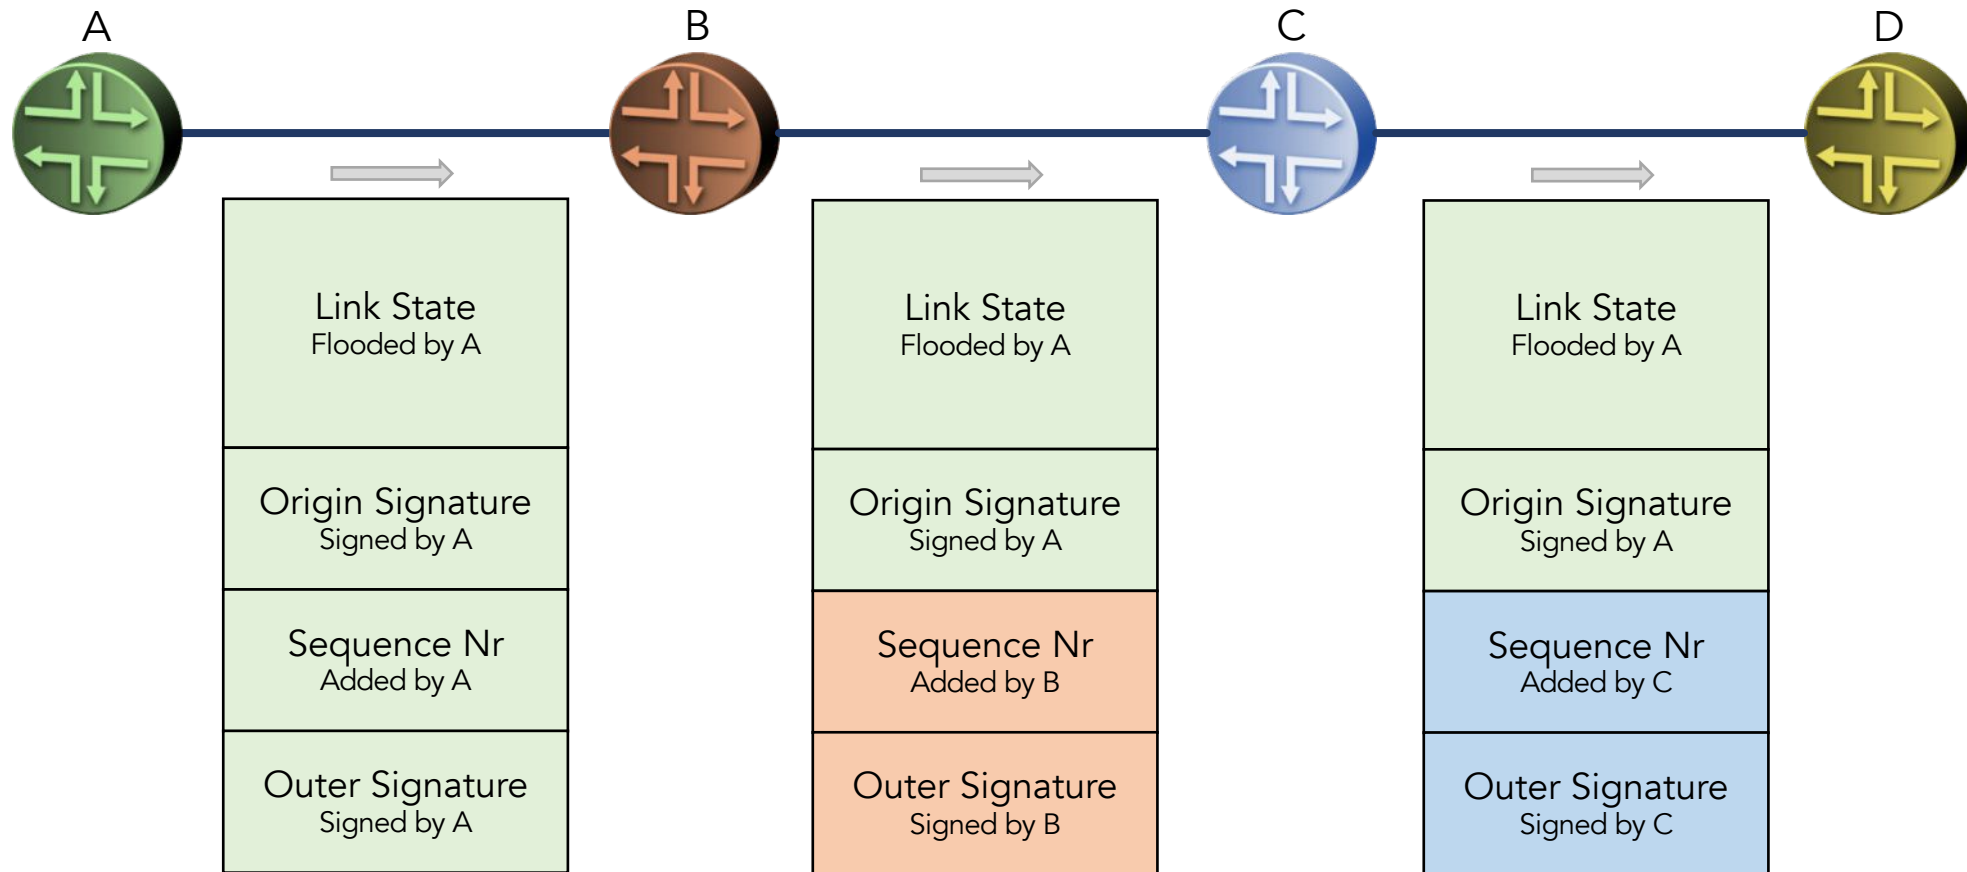 A
B
C
D
Link State
Flooded by A
Origin Signature
Signed by A
Sequence Nr
Added by A
Outer Signature
Signed by A
Link State
Flooded by A
Origin Signature
Signed by A
Sequence Nr
Added by B
Outer Signature
Signed by B
Link State
Flooded by A
Origin Signature
Signed by A
Sequence Nr
Added by C
Outer Signature
Signed by C